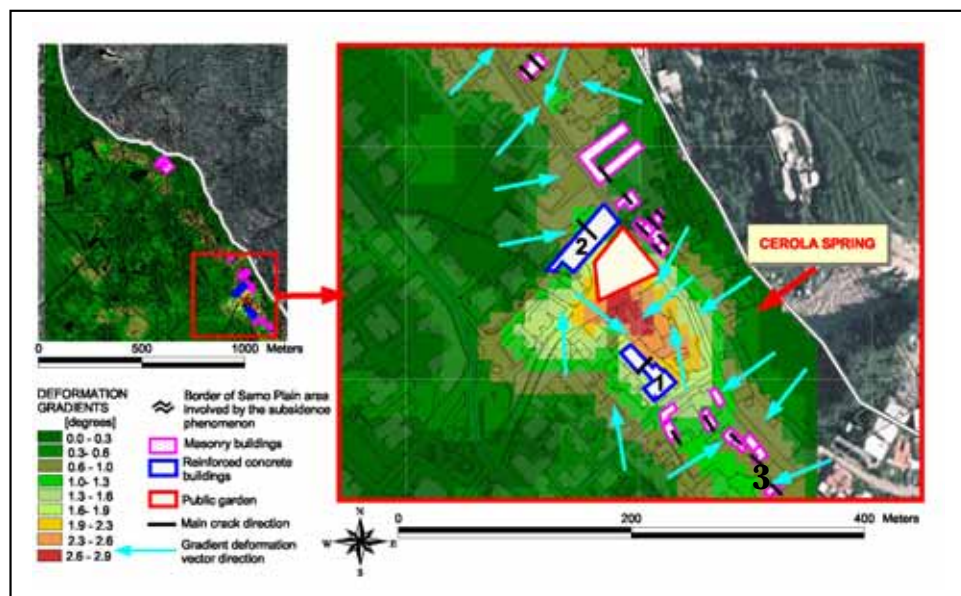 2
CEROLA SPRING
1
3
0 500 1000 Meters
DEFORMATION
GRADIENTS
[degrees]
0.0 - 0.3
0.3- 0.6
0.6 - 1.0
1.0- 1.3
1.3 - 1.6
1.6- 1.9
1.9 - 2.3
2.3 - 2.6
2.6 - 2.9
Border of Sarno Plain area
involved by the subsidence
phenomenon
Masonry buildings
Reinforced concrete
buildings
Public garden
Main crack direction
Gradient deformation
vector direction
N
W E
S
0 200 400
Meters